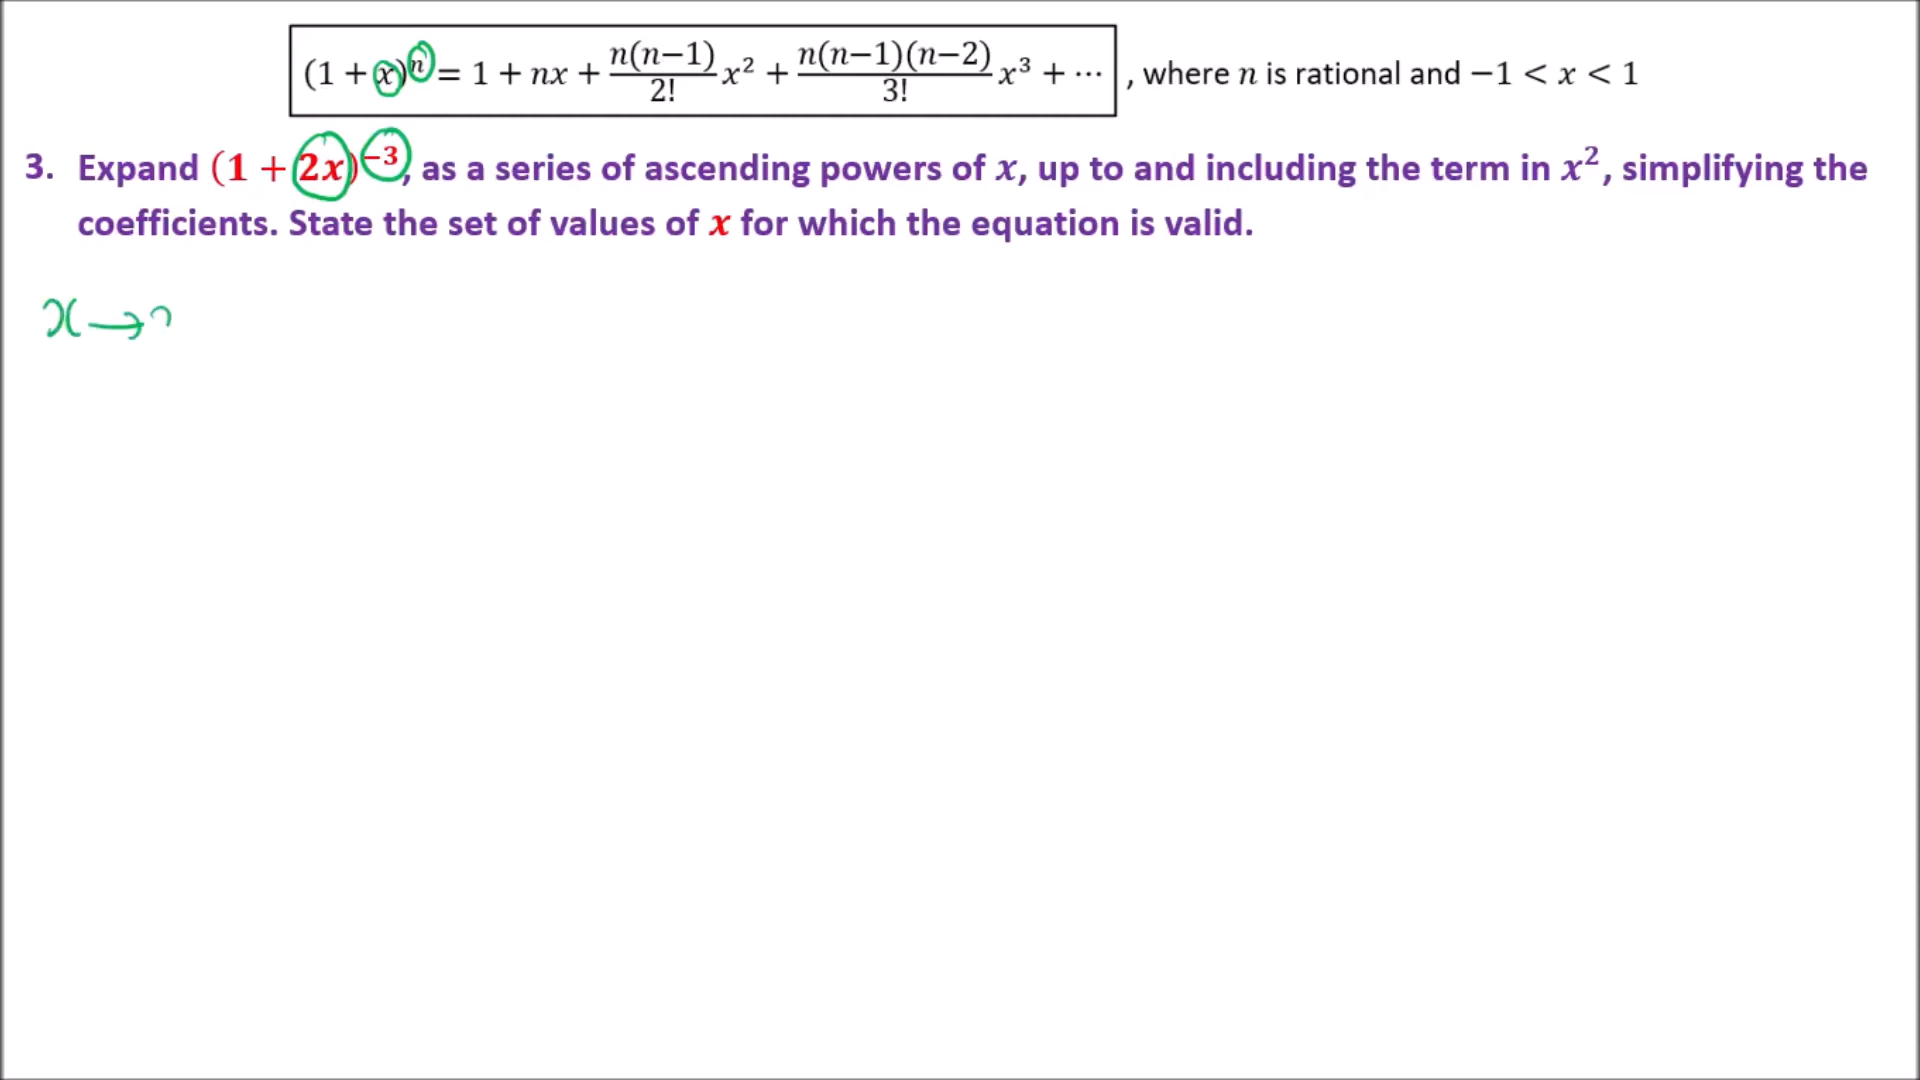 (1 + x)ⁿ = 1 + nx + n(n−1)/2! x² + n(n−1)(n−2)/3! x³ + ⋯ , where n is rational and −1 < x < 1
3. Expand (1 + 2x)⁻³, as a series of ascending powers of x, up to and including the term in x², simplifying the
coefficients. State the set of values of x for which the equation is valid.
x →